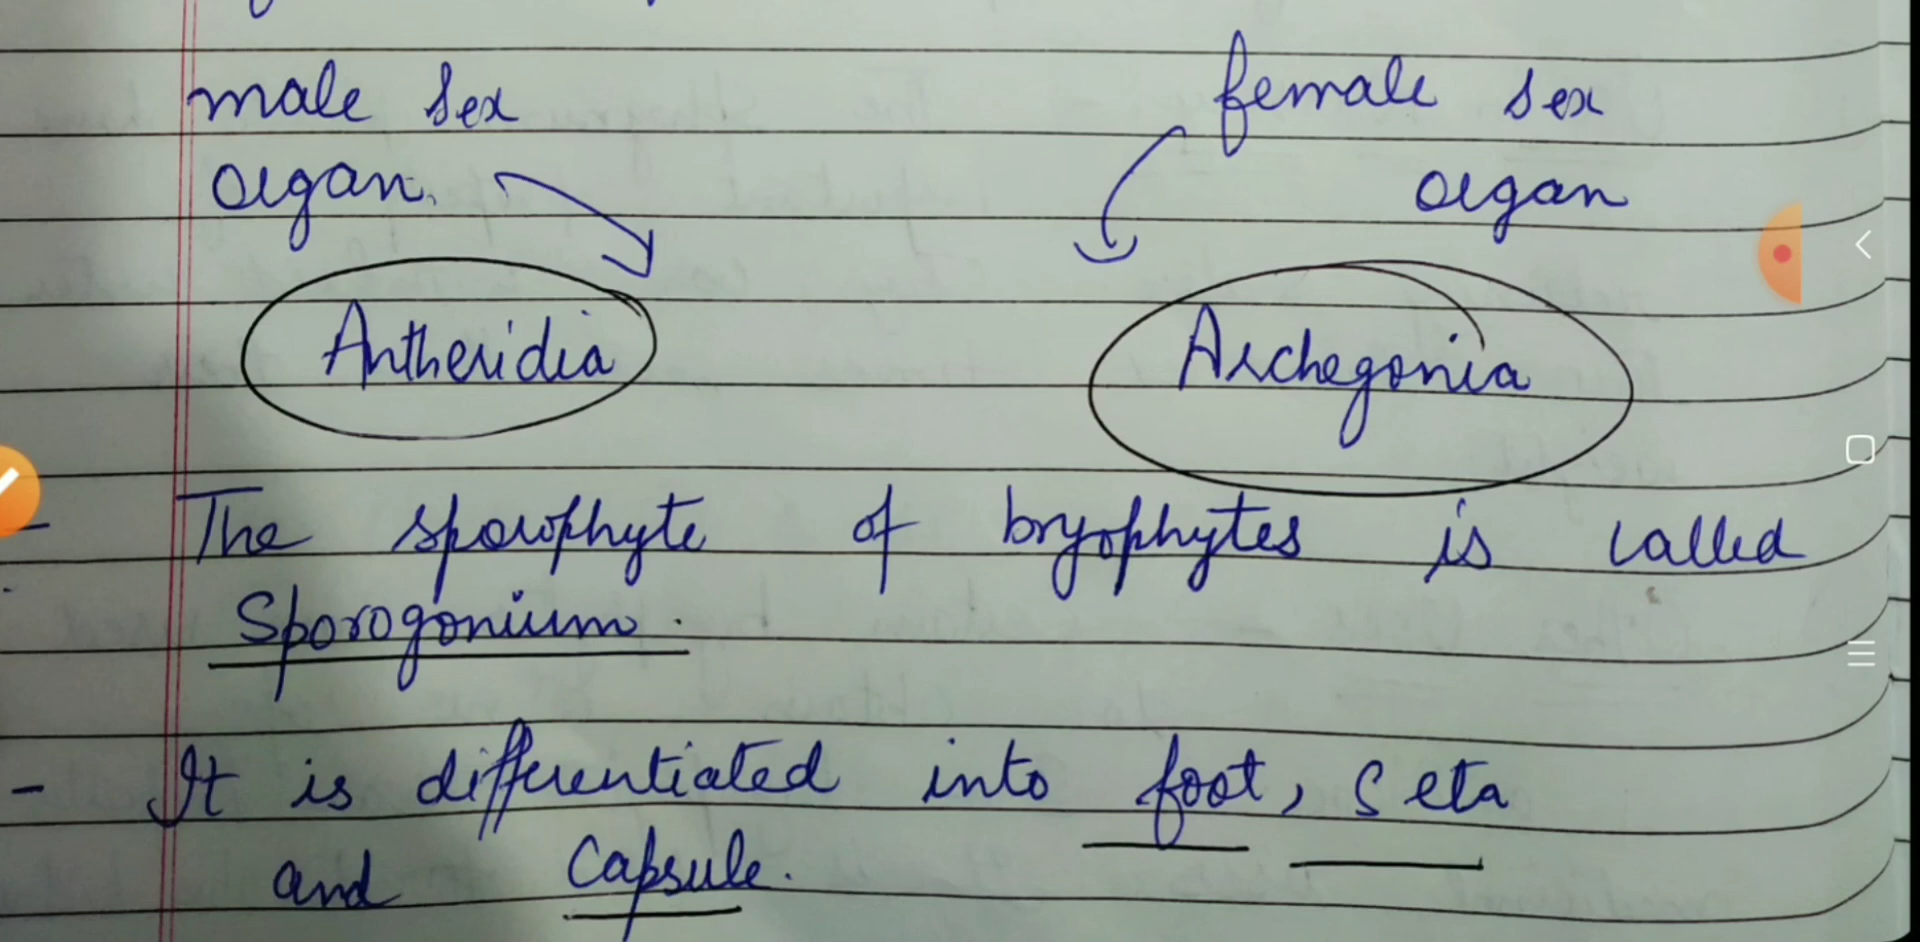 male sex
organ.
female sex
organ
Antheridia
Archegonia
- The sporophyte of bryophytes is called
Sporogonium.
- It is differentiated into foot, seta
and capsule.